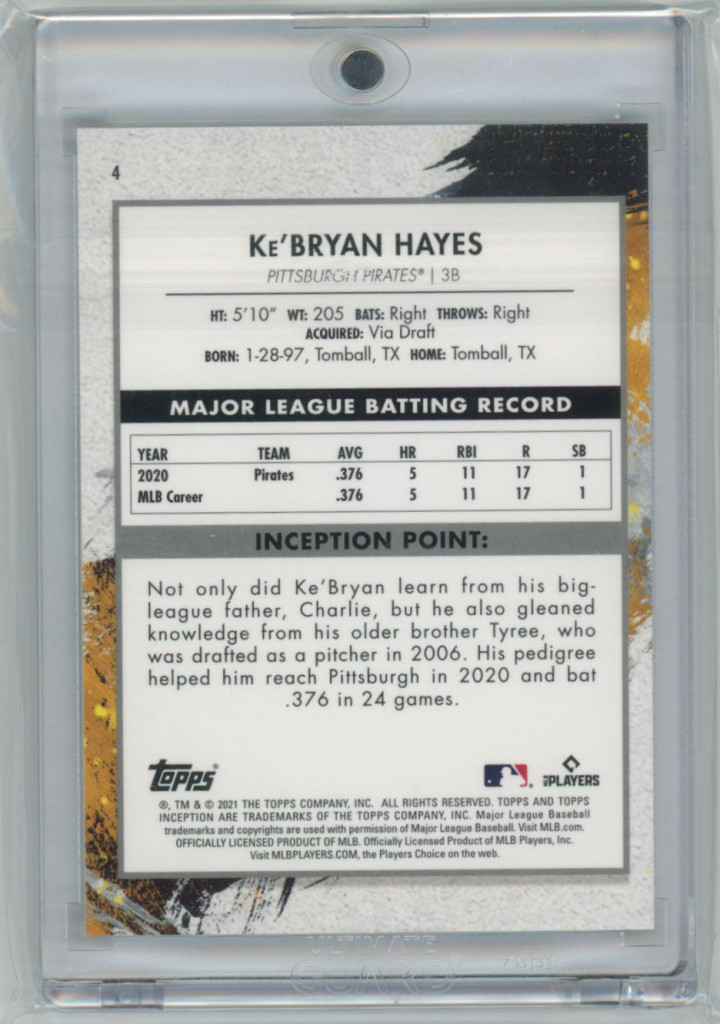 4
KE'BRYAN HAYES
PITTSBURGH PIRATES® | 3B
HT: 5'10" WT: 205 BATS: Right THROWS: Right
ACQUIRED: Via Draft
BORN: 1-28-97, Tomball, TX HOME: Tomball, TX
MAJOR LEAGUE BATTING RECORD
YEAR TEAM AVG HR RBI R SB
2020 Pirates .376 5 11 17 1
MLB Career .376 5 11 17 1
INCEPTION POINT:
Not only did Ke'Bryan learn from his big-
league father, Charlie, but he also gleaned
knowledge from his older brother Tyree, who
was drafted as a pitcher in 2006. His pedigree
helped him reach Pittsburgh in 2020 and bat
.376 in 24 games.
Topps® MLB PLAYERS
®, TM & © 2021 THE TOPPS COMPANY, INC. ALL RIGHTS RESERVED. TOPPS AND TOPPS
INCEPTION ARE TRADEMARKS OF THE TOPPS COMPANY, INC. Major League Baseball
trademarks and copyrights are used with permission of Major League Baseball. Visit MLB.com.
OFFICIALLY LICENSED PRODUCT OF MLB. Officially Licensed Product of MLB Players, Inc.
Visit MLBPLAYERS.COM, the Players Choice on the web.
ULTIMATE
GUARD®